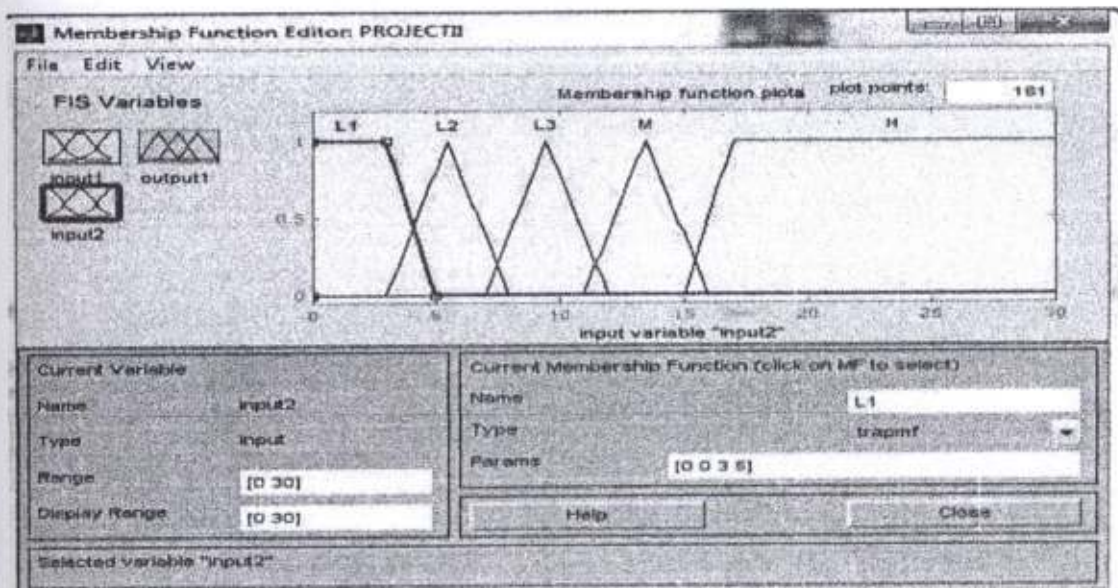 Membership Function Editor: PROJECTII
File Edit View
FIS Variables
Membership function plots plot points: 181
L1 L2 L3 M H
input1 output1
input2
1
0.5
0
0 5 10 15 20 25 30
input variable "input2"
Current Variable
Name input2
Type input
Range [0 30]
Display Range [0 30]
Current Membership Function (click on MF to select)
Name L1
Type trapmf
Params [0 0 3 5]
Help Close
Selected variable "input2"